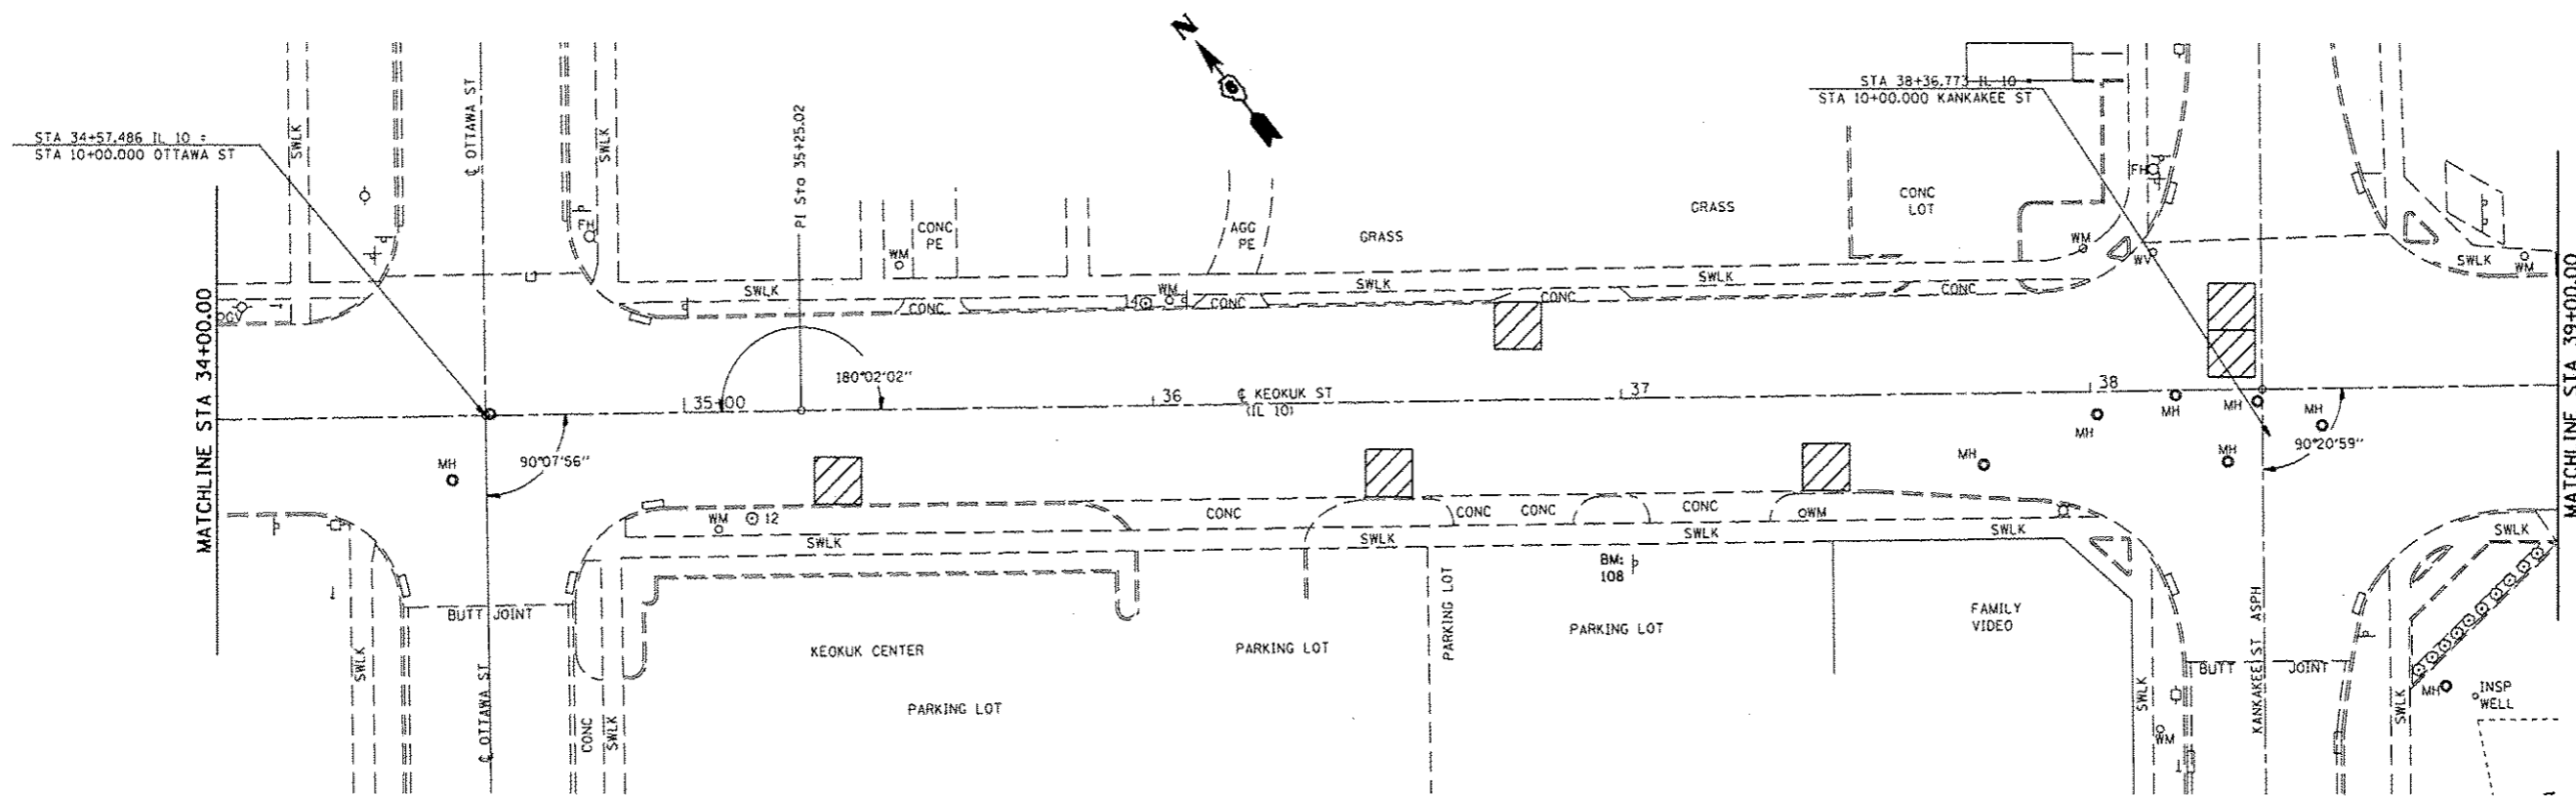 N
STA 38+36.773 IL 10 =
STA 10+00.000 KANKAKEE ST
STA 34+57.486 IL 10 =
STA 10+00.000 OTTAWA ST
SWLK
℄ OTTAWA ST
SWLK
PI Sta 35+25.02
FH
FH
CONC
LOT
GRASS
CONC
PE
AGG
PE
GRASS
WM
WM
WV
SWLK
WM
SWLK
WM
SWLK
SWLK
CONC
14
CONC
CONC
CONC
MATCHLINE STA 34+00.00
MATCHLINE STA 39+00.00
180°02'02"
35+00
36
℄ KEOKUK ST
(IL 10)
37
38
MH
MH
MH
MH
MH
90°07'56"
MH
MH
90°20'59"
WM
12
CONC
CONC
CONC
CONC
WM
SWLK
SWLK
SWLK
SWLK
SWLK
BM:
108
PARKING LOT
BUTT JOINT
KEOKUK CENTER
PARKING LOT
PARKING LOT
FAMILY
VIDEO
KANKAKEE ST ASPH
BUTT JOINT
SWLK
℄ OTTAWA ST
CONC
SWLK
PARKING LOT
SWLK
WM
SWLK
MH
INSP
WELL